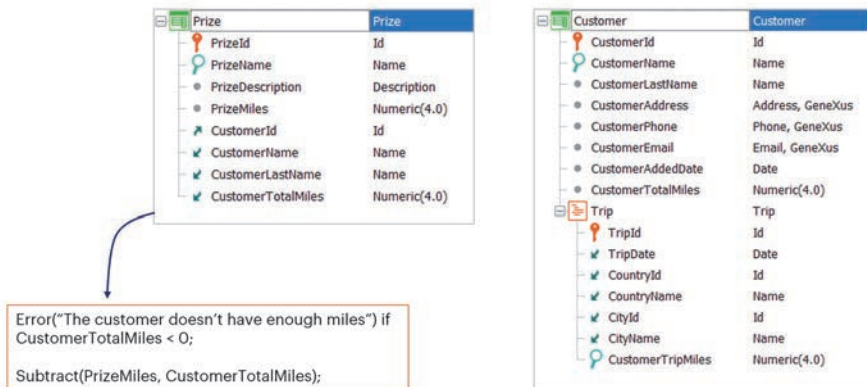 Prize Prize
PrizeId Id
PrizeName Name
PrizeDescription Description
PrizeMiles Numeric(4.0)
CustomerId Id
CustomerName Name
CustomerLastName Name
CustomerTotalMiles Numeric(4.0)
Error("The customer doesn't have enough miles") if
CustomerTotalMiles < 0;
Subtract(PrizeMiles, CustomerTotalMiles);
Customer Customer
CustomerId Id
CustomerName Name
CustomerLastName Name
CustomerAddress Address, GeneXus
CustomerPhone Phone, GeneXus
CustomerEmail Email, GeneXus
CustomerAddedDate Date
CustomerTotalMiles Numeric(4.0)
Trip Trip
TripId Id
TripDate Date
CountryId Id
CountryName Name
CityId Id
CityName Name
CustomerTripMiles Numeric(4.0)